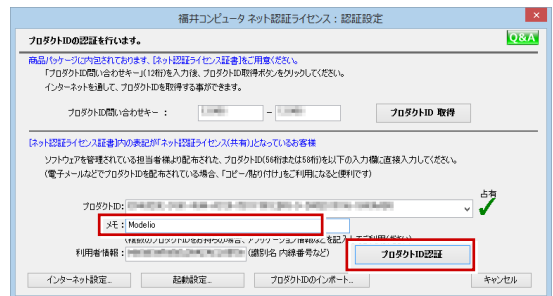 福井コンピュータ ネット認証ライセンス：認証設定
×
プロダクトIDの認証を行います。
Q&A
商品パッケージに内包されております、[ネット認証ライセンス証書]をご用意ください。
「プロダクトID問い合わせキー」(12桁)を入力後、プロダクトID取得ボタンをクリックしてください。
インターネットを通して、プロダクトIDを取得する事ができます。
プロダクトID問い合わせキー：
－
プロダクトID 取得
[ネット認証ライセンス証書]内の表記が「ネット認証ライセンス(共有)」となっているお客様
ソフトウェアを管理されている担当者様より配布された、プロダクトID(56桁または58桁)を以下の入力欄に直接入力してください。
(電子メールなどでプロダクトIDを配布されている場合、「コピー/貼り付け」をご利用になると便利です)
占有
プロダクトID：
メモ： Modelio
利用者情報： (識別名 内線番号など)
プロダクトID認証
インターネット設定...
起動設定...
プロダクトIDのインポート...
キャンセル